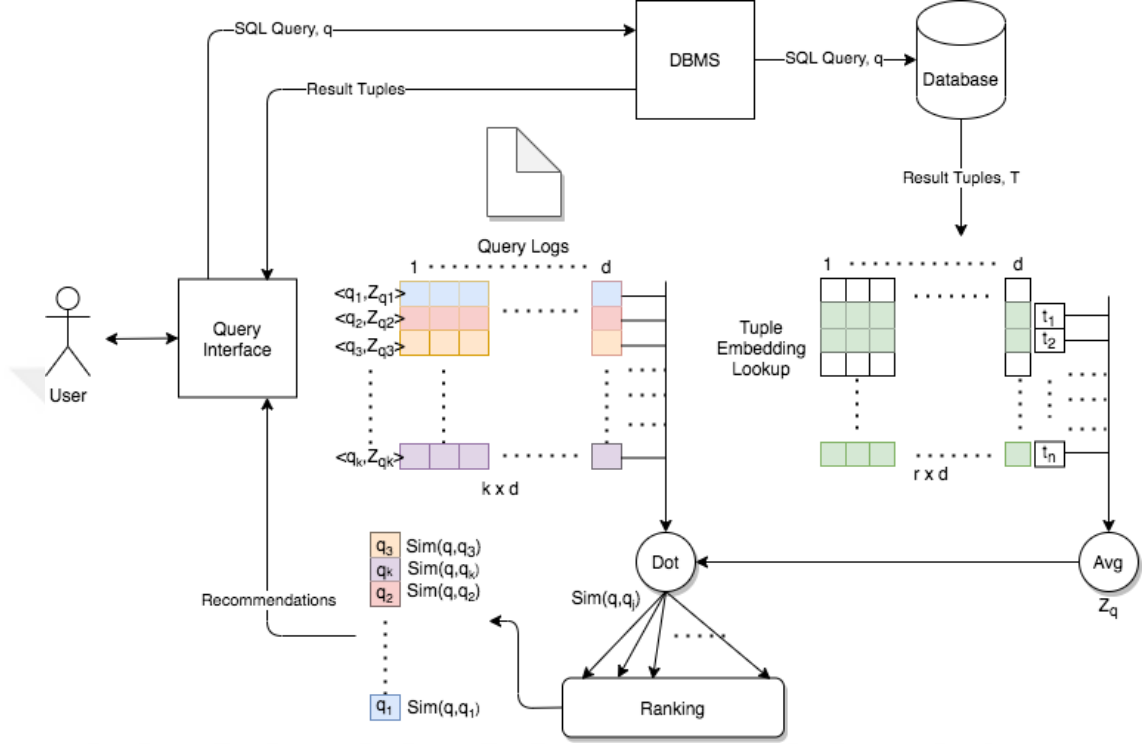 SQL Query, q
DBMS
SQL Query, q
Database
Result Tuples
Result Tuples, T
Query Logs
1 d
<q1,Zq1>
<q2,Zq2>
<q3,Zq3>
<qk,Zqk>
k x d
1 d
Tuple
Embedding
Lookup
t1
t2
tn
r x d
Query
Interface
User
Dot
Avg
Zq
Sim(q,qi)
q3 Sim(q,q3)
qk Sim(q,qk)
q2 Sim(q,q2)
q1 Sim(q,q1)
Recommendations
Ranking